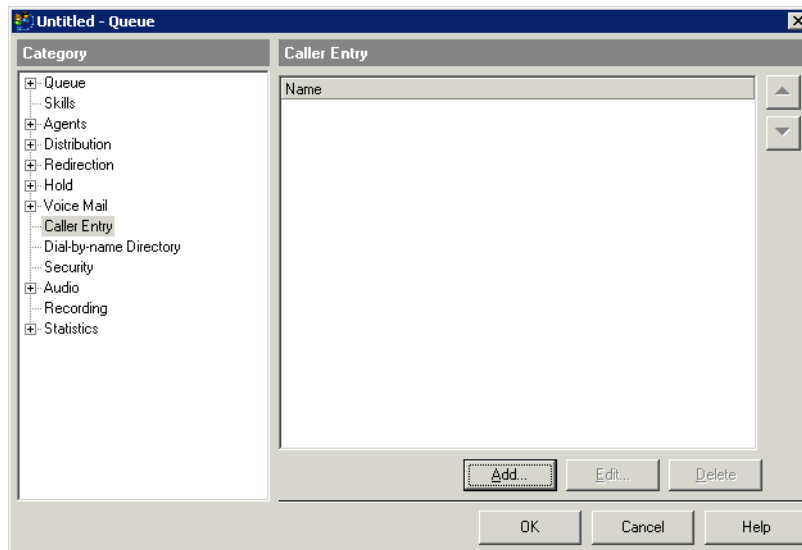 Untitled - Queue
Category
Caller Entry
Queue
Skills
Agents
Distribution
Redirection
Hold
Voice Mail
Caller Entry
Dial-by-name Directory
Security
Audio
Recording
Statistics
Name
Add...
Edit...
Delete
OK
Cancel
Help